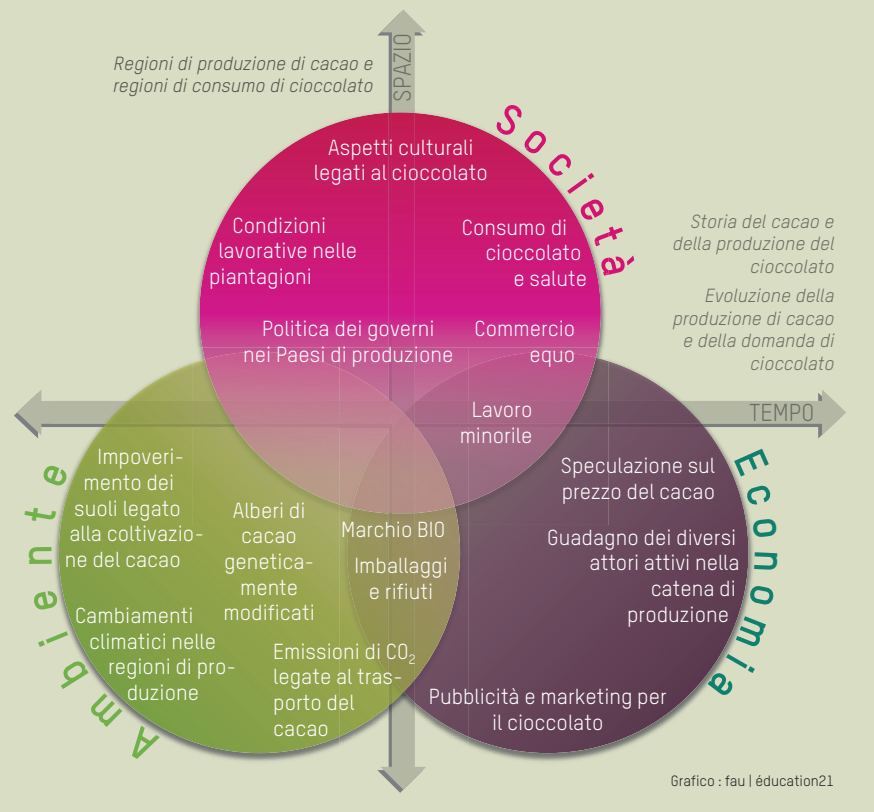 SPAZIO
Regioni di produzione di cacao e
regioni di consumo di cioccolato
Società
Aspetti culturali
legati al cioccolato
Condizioni
lavorative nelle
piantagioni
Consumo di
cioccolato
e salute
Storia del cacao e
della produzione del
cioccolato
Evoluzione della
produzione di cacao
e della domanda di
cioccolato
Politica dei governi
nei Paesi di produzione
Commercio
equo
TEMPO
Lavoro
minorile
Ambiente
Impoveri-
mento dei
suoli legato
alla coltivazio-
ne del cacao
Alberi di
cacao
genetica-
mente
modificati
Cambiamenti
climatici nelle
regioni di pro-
duzione
Emissioni di CO₂
legate al tras-
porto del
cacao
Marchio BIO
Imballaggi
e rifiuti
Economia
Speculazione sul
prezzo del cacao
Guadagno dei diversi
attori attivi nella
catena di
produzione
Pubblicità e marketing per
il cioccolato
Grafico : fau | éducation21